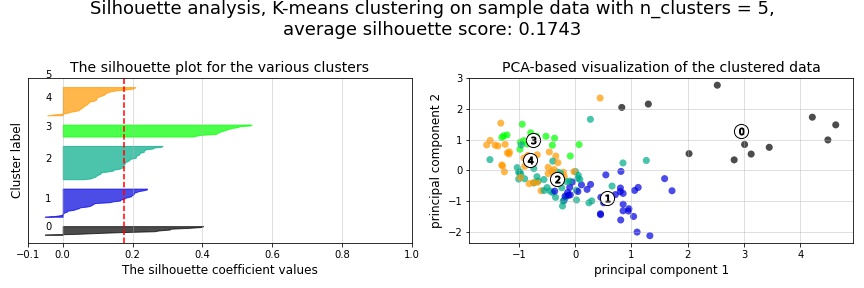 Silhouette analysis, K-means clustering on sample data with n_clusters = 5,
average silhouette score: 0.1743
The silhouette plot for the various clusters
Cluster label
5
4
3
2
1
0
−0.1 0.0 0.2 0.4 0.6 0.8 1.0
The silhouette coefficient values
PCA-based visualization of the clustered data
principal component 2
3
2
1
0
−1
−2
0
3
4
2
1
−1 0 1 2 3 4
principal component 1